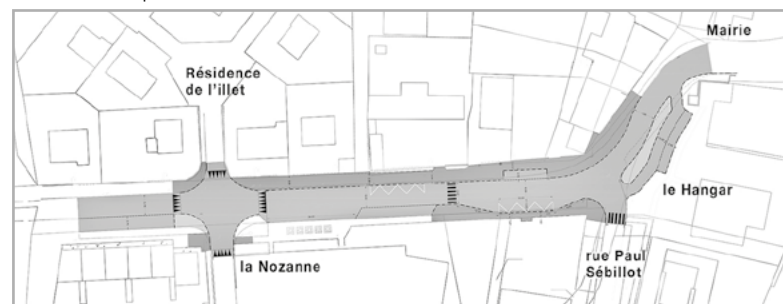 Mairie
Résidence
de l'illet
le Hangar
la Nozanne
rue Paul
Sébillot